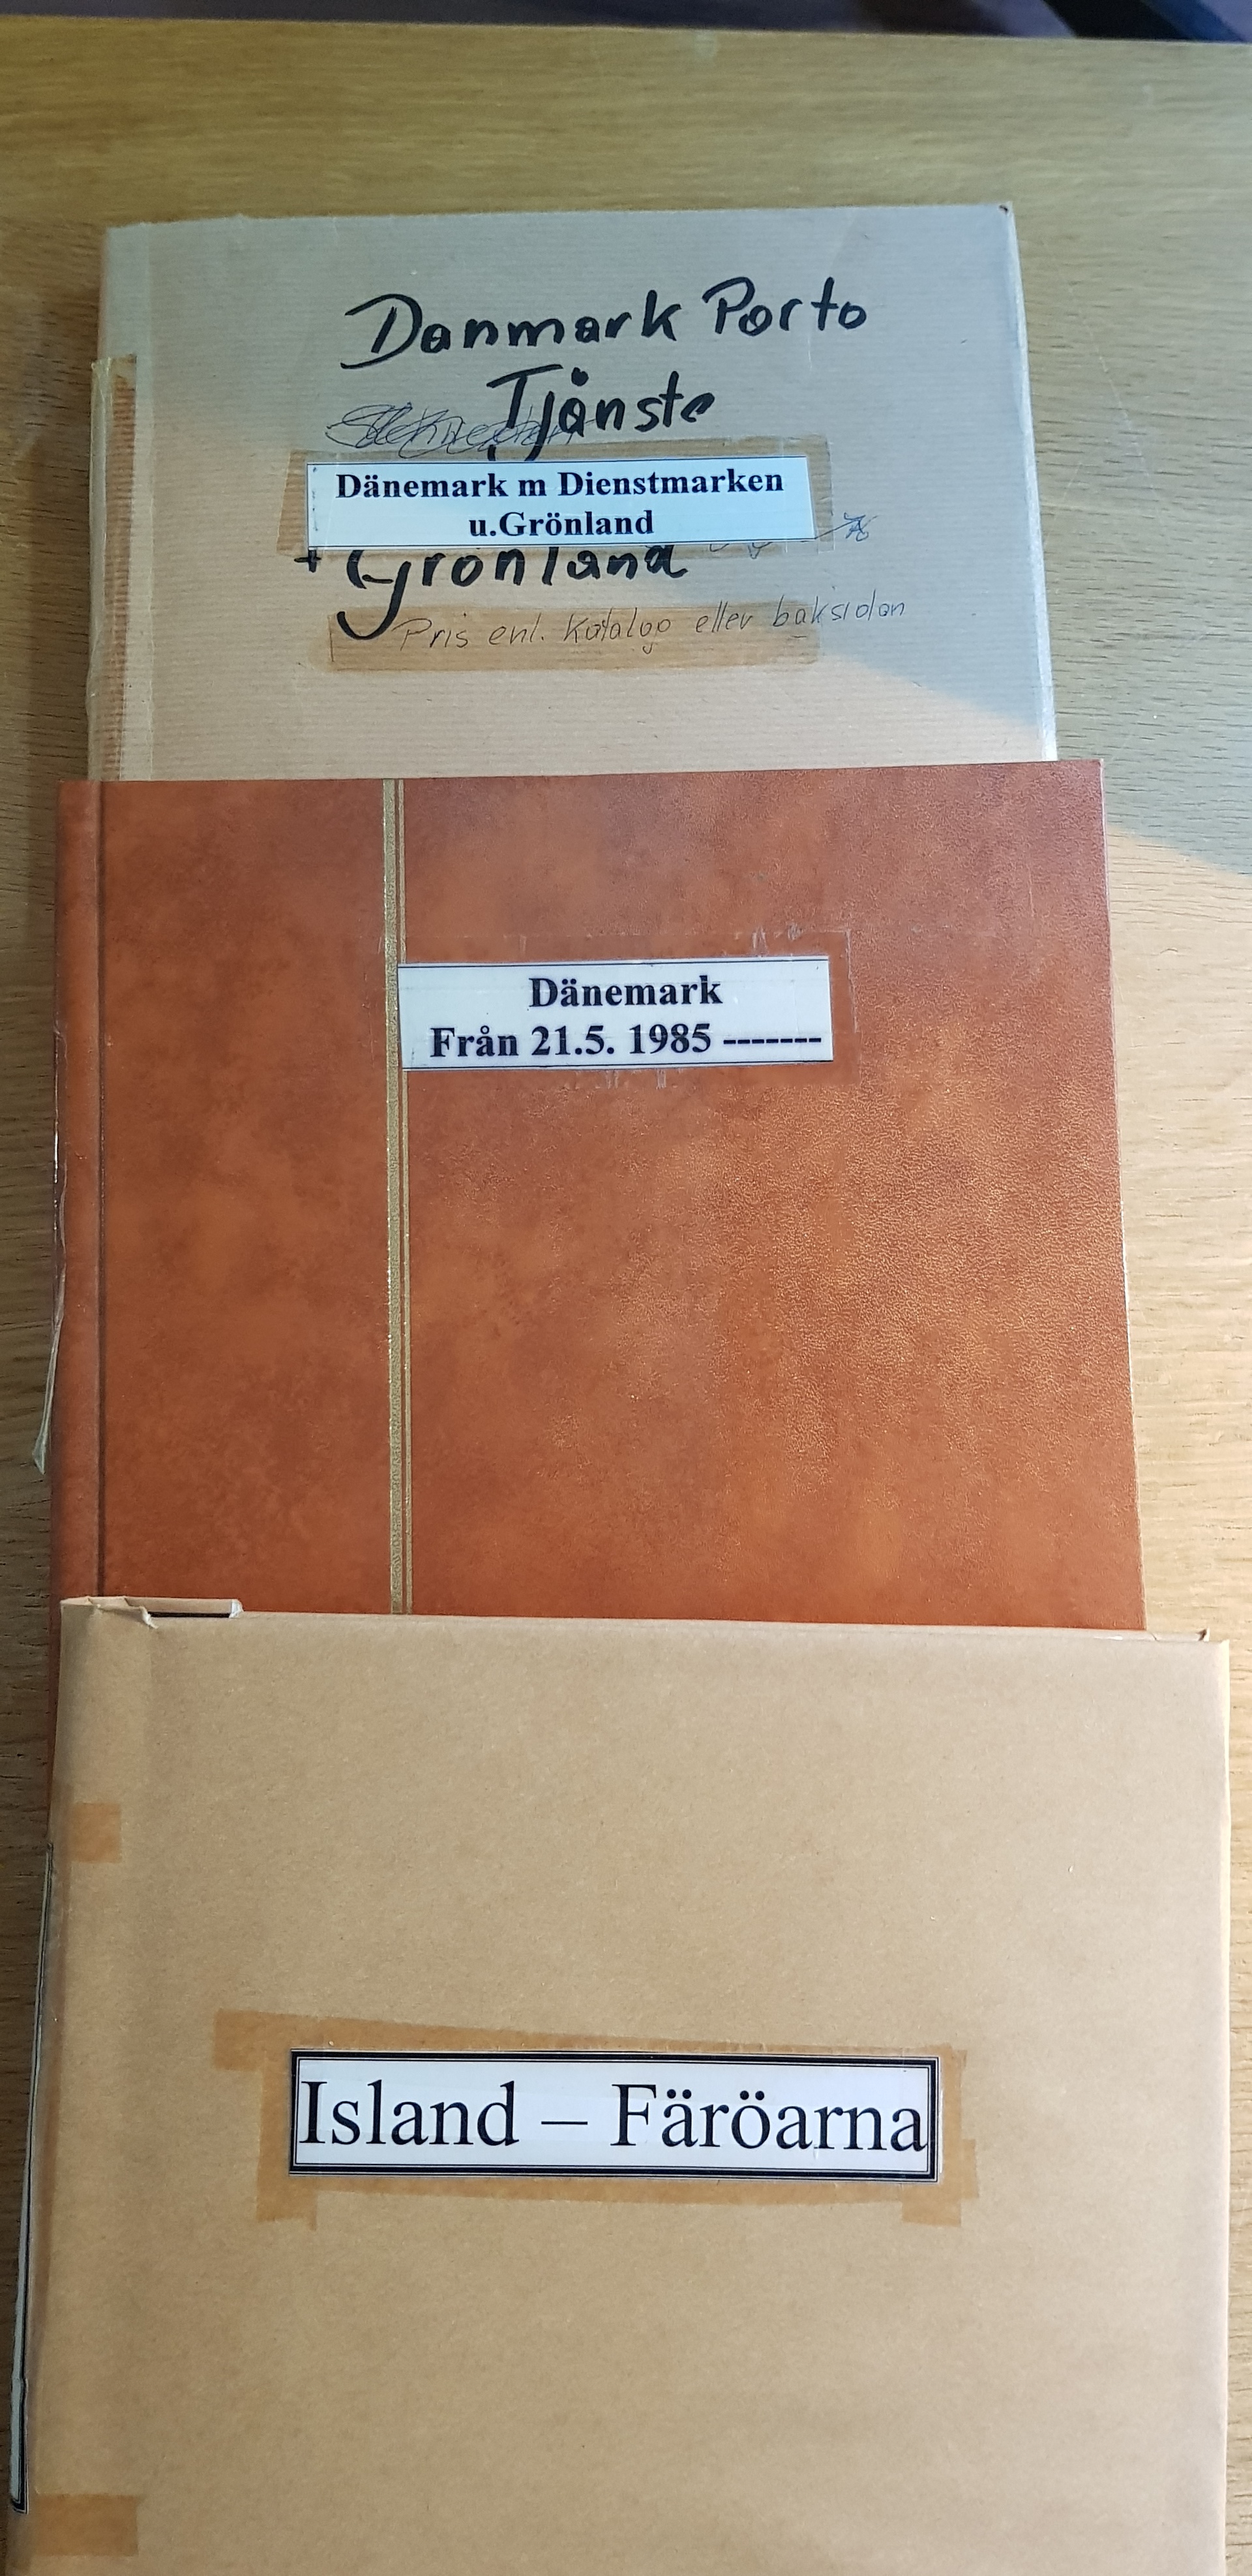 Danmark Porto
Tjänste
Dänemark m Dienstmarken
u.Grönland
+ Grönland
Pris enl. Katalog eller baksidan
Dänemark
Från 21.5. 1985 -------
Island – Färöarna